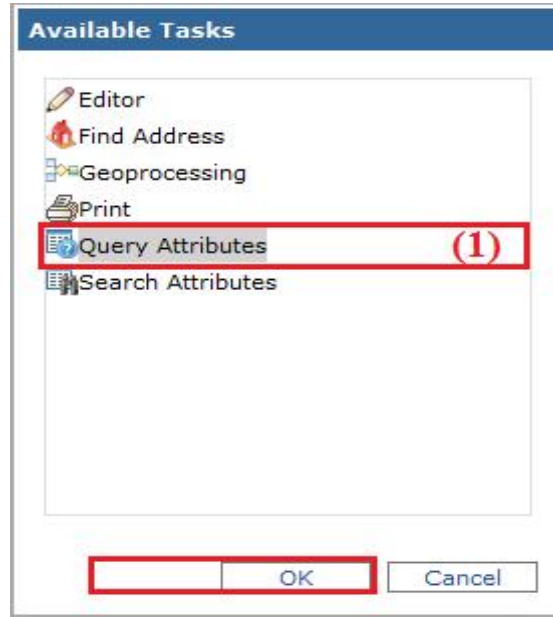 Available Tasks
Editor
Find Address
Geoprocessing
Print
Query Attributes (1)
Search Attributes
OK Cancel